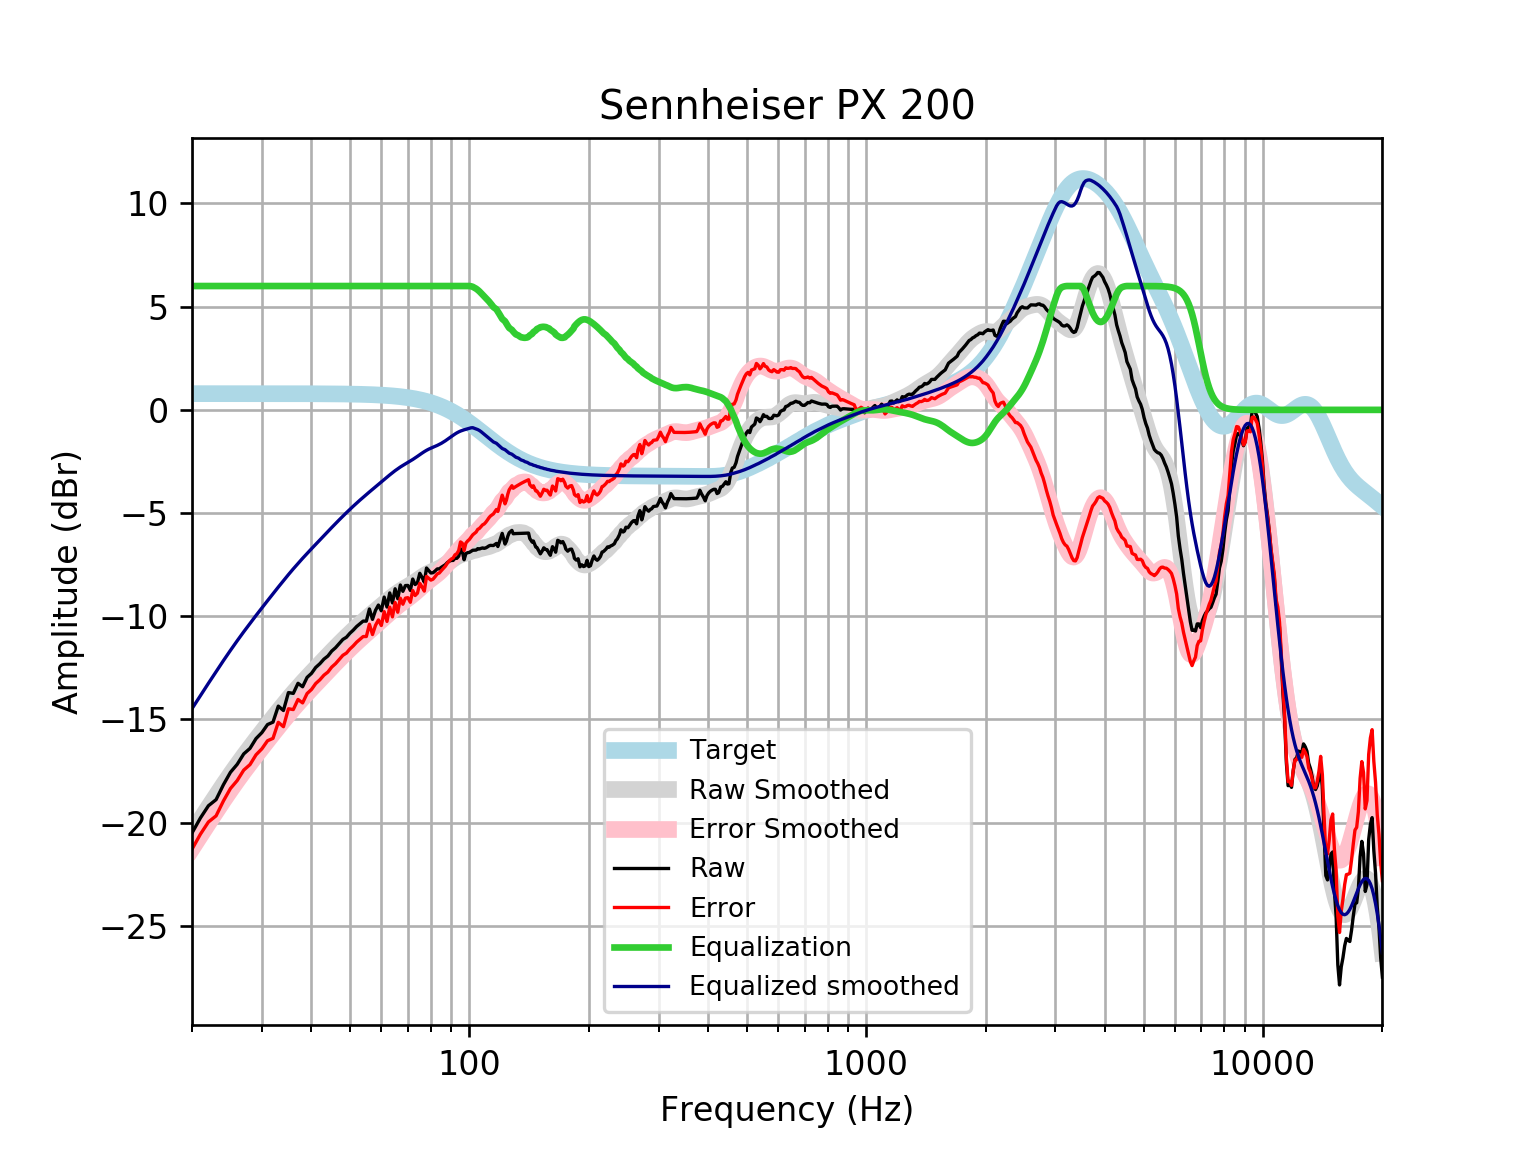 Sennheiser PX 200
Amplitude (dBr)
10
5
0
−5
−10
−15
−20
−25
Target
Raw Smoothed
Error Smoothed
Raw
Error
Equalization
Equalized smoothed
100
1000
10000
Frequency (Hz)